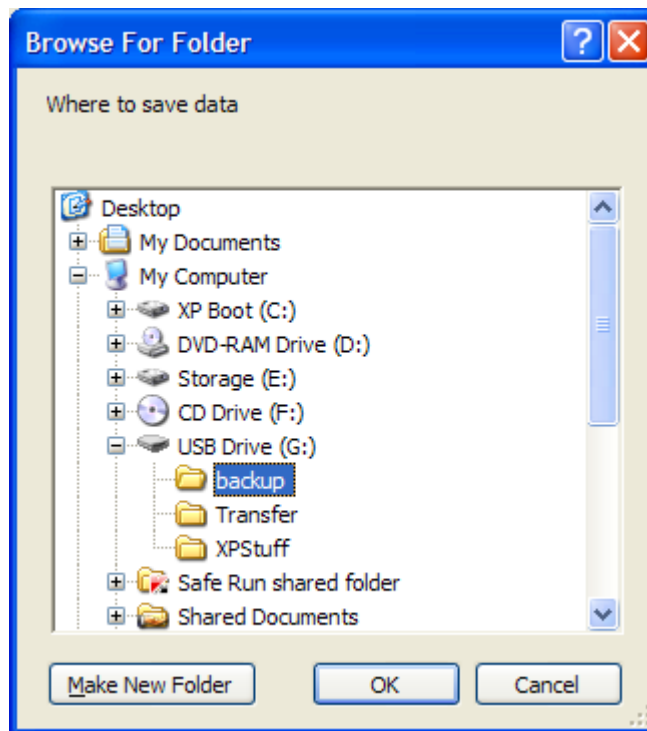 Browse For Folder
Where to save data
Desktop
My Documents
My Computer
XP Boot (C:)
DVD-RAM Drive (D:)
Storage (E:)
CD Drive (F:)
USB Drive (G:)
backup
Transfer
XPStuff
Safe Run shared folder
Shared Documents
Make New Folder OK Cancel